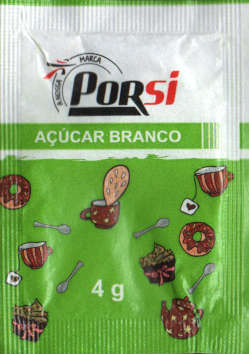 A NOSSA MARCA
PORSi
AÇÚCAR BRANCO
4 g